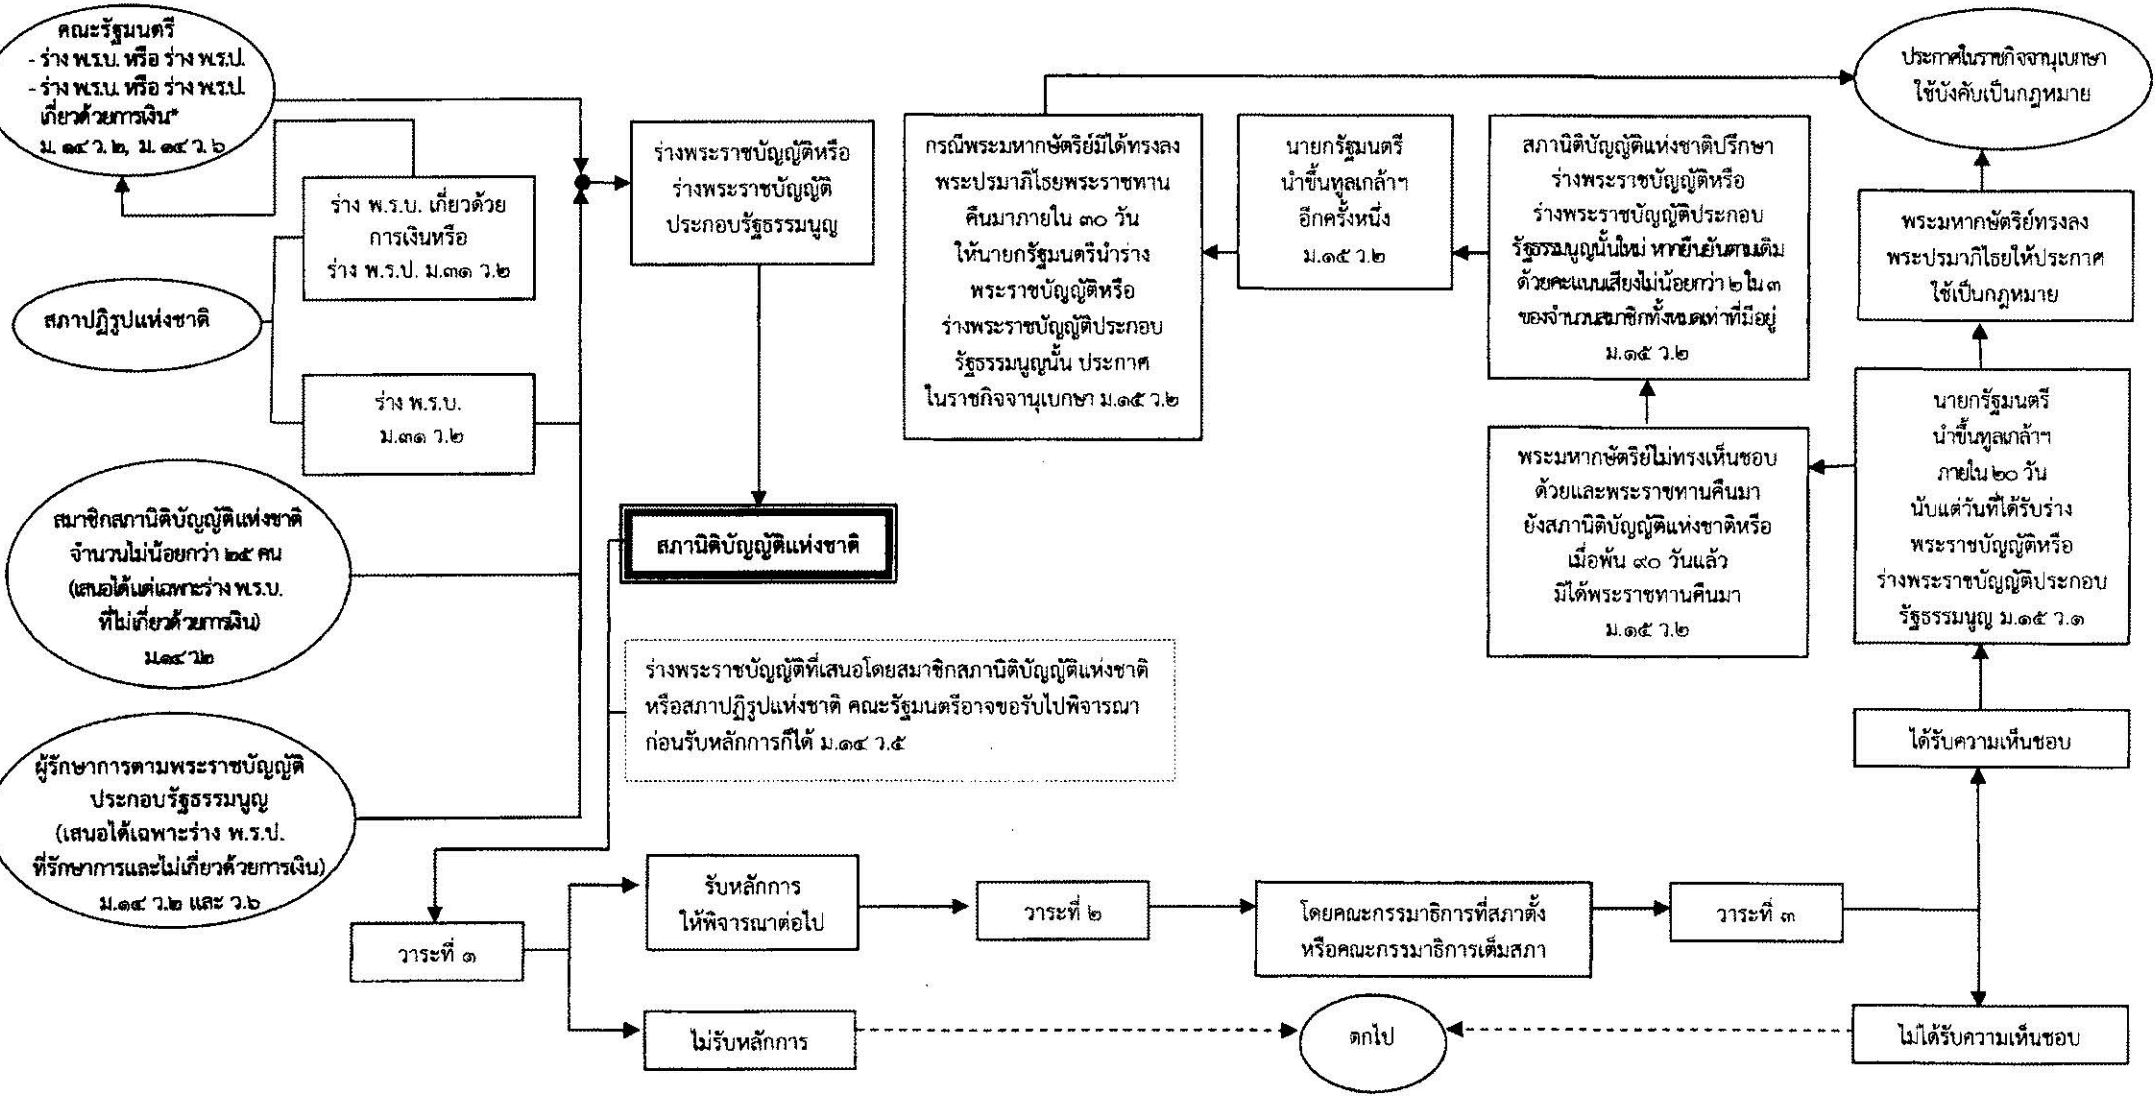 คณะรัฐมนตรี
- ร่าง พ.ร.บ. หรือ ร่าง พ.ร.ป.
- ร่าง พ.ร.บ. หรือ ร่าง พ.ร.ป.
เกี่ยวด้วยการเงิน*
ม. ๑๔ ว. ๒, ม. ๑๔ ว. ๖
ร่าง พ.ร.บ. เกี่ยวด้วย
การเงินหรือ
ร่าง พ.ร.ป. ม.๓๑ ว.๒
สภาปฏิรูปแห่งชาติ
ร่าง พ.ร.บ.
ม.๓๑ ว.๒
สมาชิกสภานิติบัญญัติแห่งชาติ
จำนวนไม่น้อยกว่า ๒๕ คน
(เสนอได้แต่เฉพาะร่าง พ.ร.บ.
ที่ไม่เกี่ยวด้วยการเงิน)
ม.๑๔ ว.๒
ผู้รักษาการตามพระราชบัญญัติ
ประกอบรัฐธรรมนูญ
(เสนอได้เฉพาะร่าง พ.ร.ป.
ที่รักษาการและไม่เกี่ยวด้วยการเงิน)
ม.๑๔ ว.๒ และ ว.๖
ร่างพระราชบัญญัติหรือ
ร่างพระราชบัญญัติ
ประกอบรัฐธรรมนูญ
สภานิติบัญญัติแห่งชาติ
ร่างพระราชบัญญัติที่เสนอโดยสมาชิกสภานิติบัญญัติแห่งชาติ
หรือสภาปฏิรูปแห่งชาติ คณะรัฐมนตรีอาจขอรับไปพิจารณา
ก่อนรับหลักการก็ได้ ม.๑๔ ว.๕
วาระที่ ๑
รับหลักการ
ให้พิจารณาต่อไป
ไม่รับหลักการ
วาระที่ ๒
โดยคณะกรรมาธิการที่สภาตั้ง
หรือคณะกรรมาธิการเต็มสภา
วาระที่ ๓
ตกไป
ไม่ได้รับความเห็นชอบ
ได้รับความเห็นชอบ
นายกรัฐมนตรี
นำขึ้นทูลเกล้าฯ
ภายใน ๒๐ วัน
นับแต่วันที่ได้รับร่าง
พระราชบัญญัติหรือ
ร่างพระราชบัญญัติประกอบ
รัฐธรรมนูญ ม.๑๕ ว.๑
พระมหากษัตริย์ทรงลง
พระปรมาภิไธยให้ประกาศ
ใช้เป็นกฎหมาย
ประกาศในราชกิจจานุเบกษา
ใช้บังคับเป็นกฎหมาย
พระมหากษัตริย์ไม่ทรงเห็นชอบ
ด้วยและพระราชทานคืนมา
ยังสภานิติบัญญัติแห่งชาติหรือ
เมื่อพ้น ๙๐ วันแล้ว
มิได้พระราชทานคืนมา
ม.๑๕ ว.๒
สภานิติบัญญัติแห่งชาติปรึกษา
ร่างพระราชบัญญัติหรือ
ร่างพระราชบัญญัติประกอบ
รัฐธรรมนูญนั้นใหม่ หากยืนยันตามเดิม
ด้วยคะแนนเสียงไม่น้อยกว่า ๒ ใน ๓
ของจำนวนสมาชิกทั้งหมดเท่าที่มีอยู่
ม.๑๕ ว.๒
นายกรัฐมนตรี
นำขึ้นทูลเกล้าฯ
อีกครั้งหนึ่ง
ม.๑๕ ว.๒
กรณีพระมหากษัตริย์มิได้ทรงลง
พระปรมาภิไธยพระราชทาน
คืนมาภายใน ๓๐ วัน
ให้นายกรัฐมนตรีนำร่าง
พระราชบัญญัติหรือ
ร่างพระราชบัญญัติประกอบ
รัฐธรรมนูญนั้น ประกาศ
ในราชกิจจานุเบกษา ม.๑๕ ว.๒